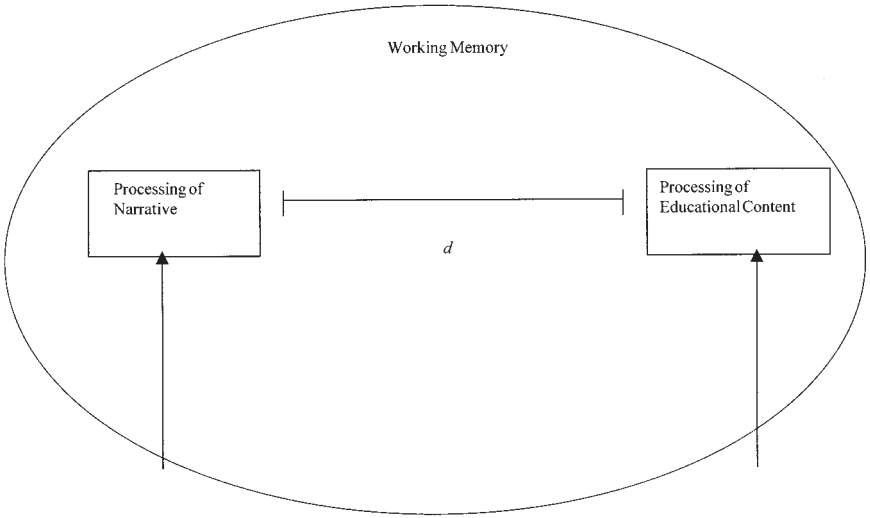 Working Memory
Processing of
Narrative
Processing of
Educational Content
d